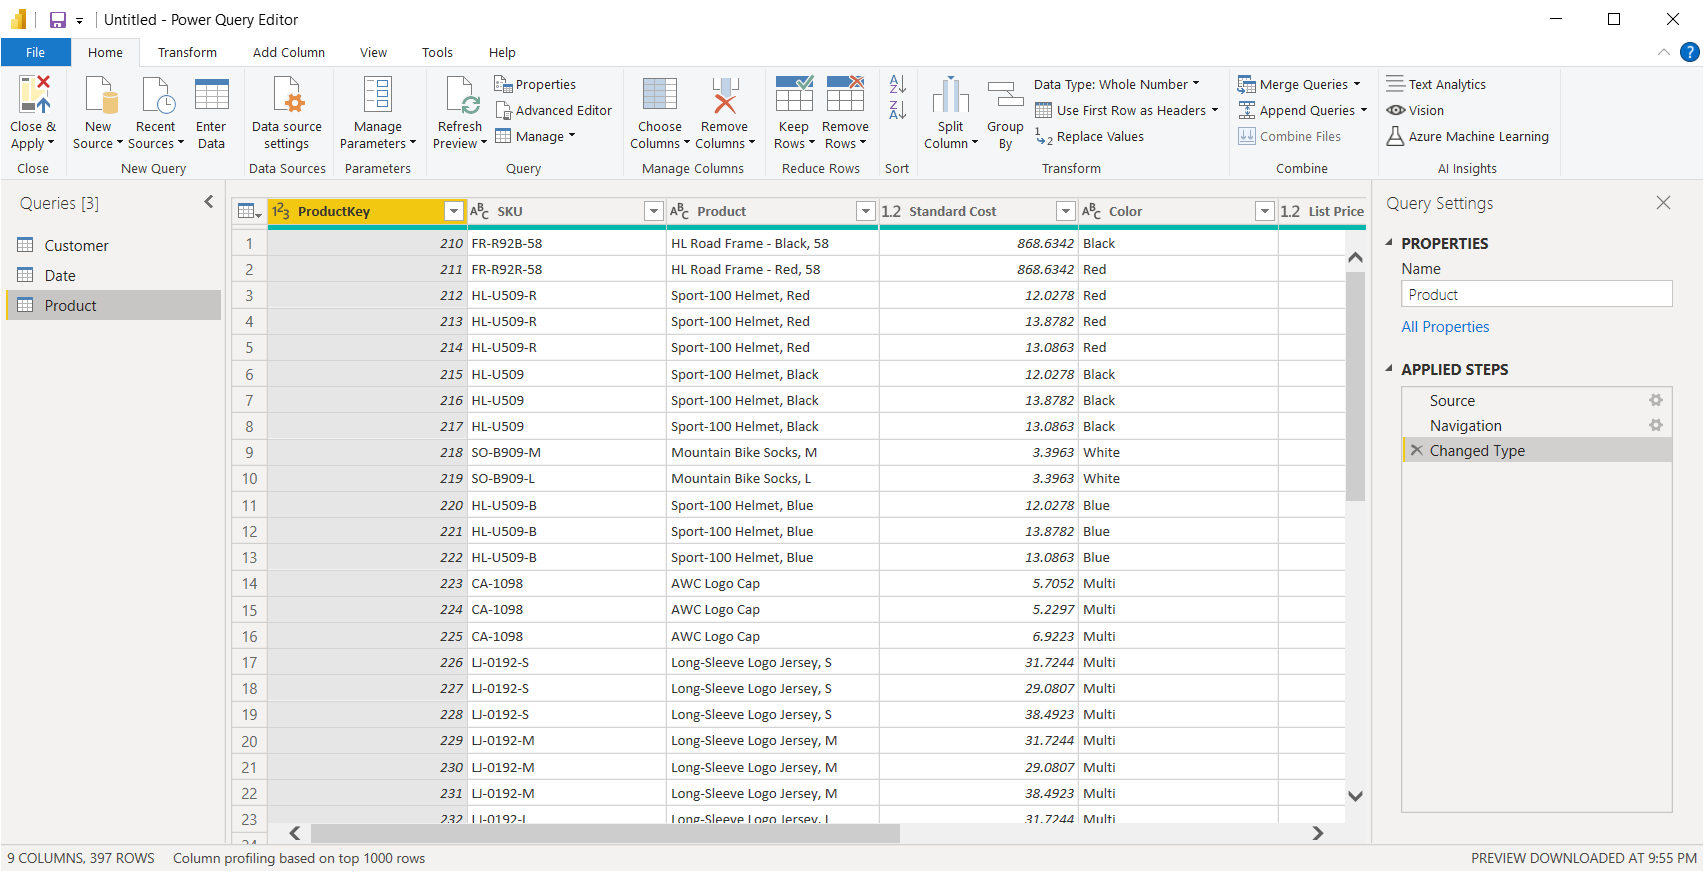 Untitled - Power Query Editor
File Home Transform Add Column View Tools Help
Close & Apply
Close
New Source
Recent Sources
Enter Data
New Query
Data source settings
Data Sources
Manage Parameters
Parameters
Refresh Preview
Properties
Advanced Editor
Manage
Query
Choose Columns
Remove Columns
Manage Columns
Keep Rows
Remove Rows
Reduce Rows
Sort
Split Column
Group By
Data Type: Whole Number
Use First Row as Headers
Replace Values
Transform
Merge Queries
Append Queries
Combine Files
Combine
Text Analytics
Vision
Azure Machine Learning
AI Insights
Queries [3]
Customer
Date
Product
ProductKey SKU Product Standard Cost Color List Price
1 210 FR-R92B-58 HL Road Frame - Black, 58 868.6342 Black
2 211 FR-R92R-58 HL Road Frame - Red, 58 868.6342 Red
3 212 HL-U509-R Sport-100 Helmet, Red 12.0278 Red
4 213 HL-U509-R Sport-100 Helmet, Red 13.8782 Red
5 214 HL-U509-R Sport-100 Helmet, Red 13.0863 Red
6 215 HL-U509 Sport-100 Helmet, Black 12.0278 Black
7 216 HL-U509 Sport-100 Helmet, Black 13.8782 Black
8 217 HL-U509 Sport-100 Helmet, Black 13.0863 Black
9 218 SO-B909-M Mountain Bike Socks, M 3.3963 White
10 219 SO-B909-L Mountain Bike Socks, L 3.3963 White
11 220 HL-U509-B Sport-100 Helmet, Blue 12.0278 Blue
12 221 HL-U509-B Sport-100 Helmet, Blue 13.8782 Blue
13 222 HL-U509-B Sport-100 Helmet, Blue 13.0863 Blue
14 223 CA-1098 AWC Logo Cap 5.7052 Multi
15 224 CA-1098 AWC Logo Cap 5.2297 Multi
16 225 CA-1098 AWC Logo Cap 6.9223 Multi
17 226 LJ-0192-S Long-Sleeve Logo Jersey, S 31.7244 Multi
18 227 LJ-0192-S Long-Sleeve Logo Jersey, S 29.0807 Multi
19 228 LJ-0192-S Long-Sleeve Logo Jersey, S 38.4923 Multi
20 229 LJ-0192-M Long-Sleeve Logo Jersey, M 31.7244 Multi
21 230 LJ-0192-M Long-Sleeve Logo Jersey, M 29.0807 Multi
22 231 LJ-0192-M Long-Sleeve Logo Jersey, M 38.4923 Multi
23 232 LJ-0192-L Long-Sleeve Logo Jersey, L 31.7244 Multi
24
Query Settings
PROPERTIES
Name
Product
All Properties
APPLIED STEPS
Source
Navigation
Changed Type
9 COLUMNS, 397 ROWS Column profiling based on top 1000 rows
PREVIEW DOWNLOADED AT 9:55 PM